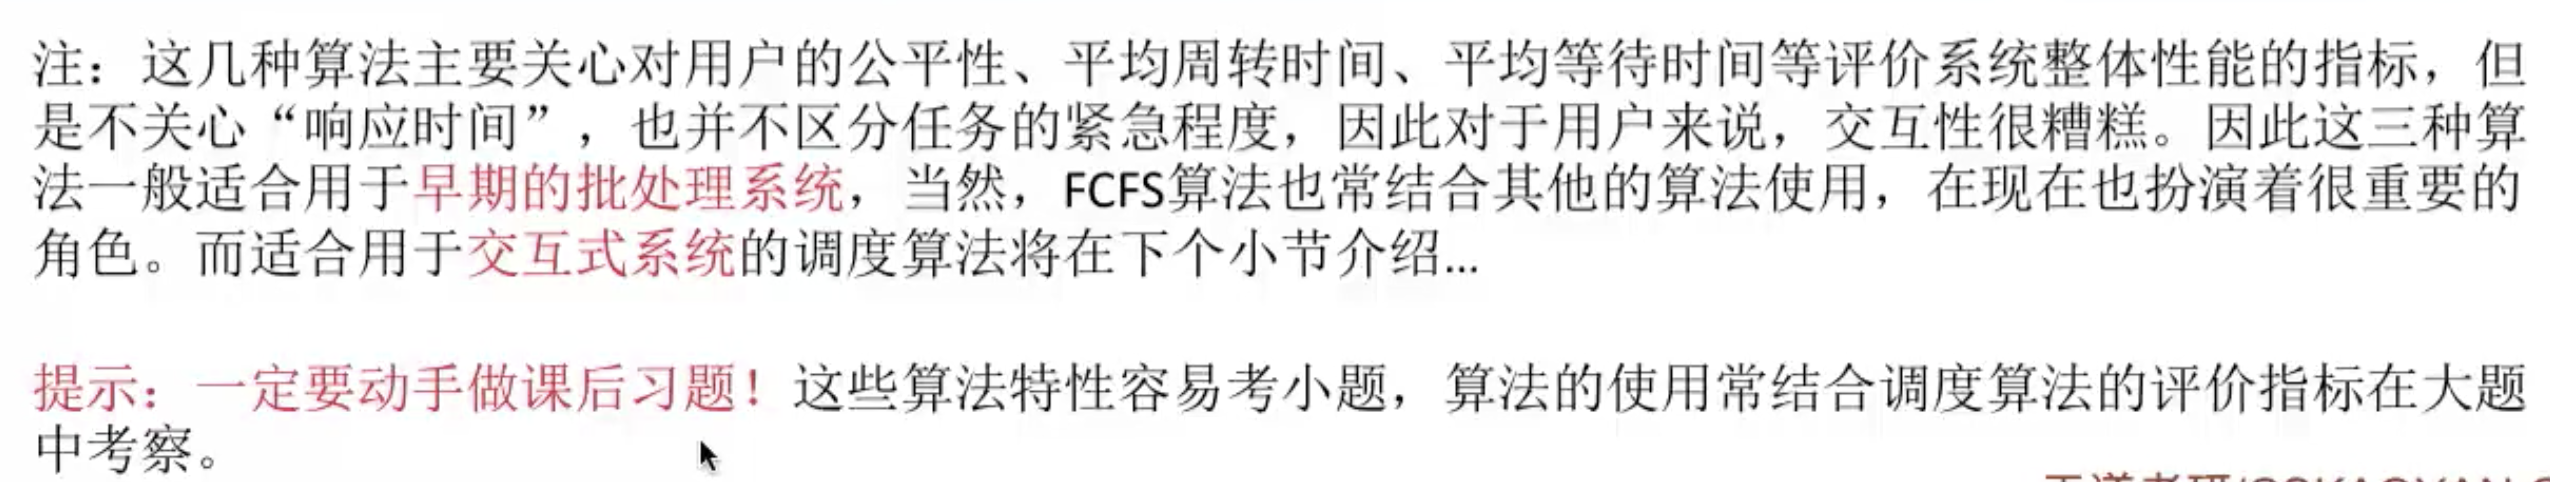 注：这几种算法主要关心对用户的公平性、平均周转时间、平均等待时间等评价系统整体性能的指标，但
是不关心“响应时间”，也并不区分任务的紧急程度，因此对于用户来说，交互性很糟糕。因此这三种算
法一般适合用于早期的批处理系统，当然，FCFS算法也常结合其他的算法使用，在现在也扮演着很重要的
角色。而适合用于交互式系统的调度算法将在下个小节介绍...
提示：一定要动手做课后习题！这些算法特性容易考小题，算法的使用常结合调度算法的评价指标在大题
中考察。